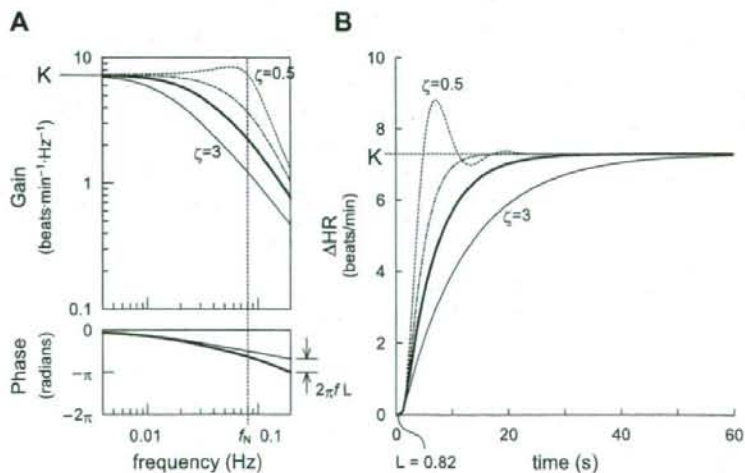 A
10
K
ζ=0.5
Gain
(beats·min⁻¹·Hz⁻¹)
1
ζ=3
0.1
0
Phase
(radians)
−π
−2π
2πf L
0.01
f_N
0.1
frequency (Hz)
B
10
ζ=0.5
8
K
6
ζ=3
ΔHR
(beats/min)
4
2
0
0
20
40
60
L = 0.82
time (s)